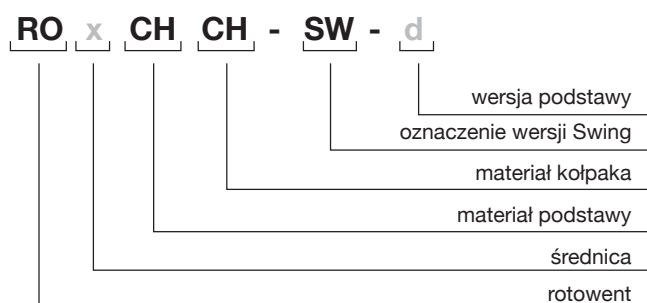 RO x CH CH - SW - d
wersja podstawy
oznaczenie wersji Swing
materiał kołpaka
materiał podstawy
średnica
rotowent